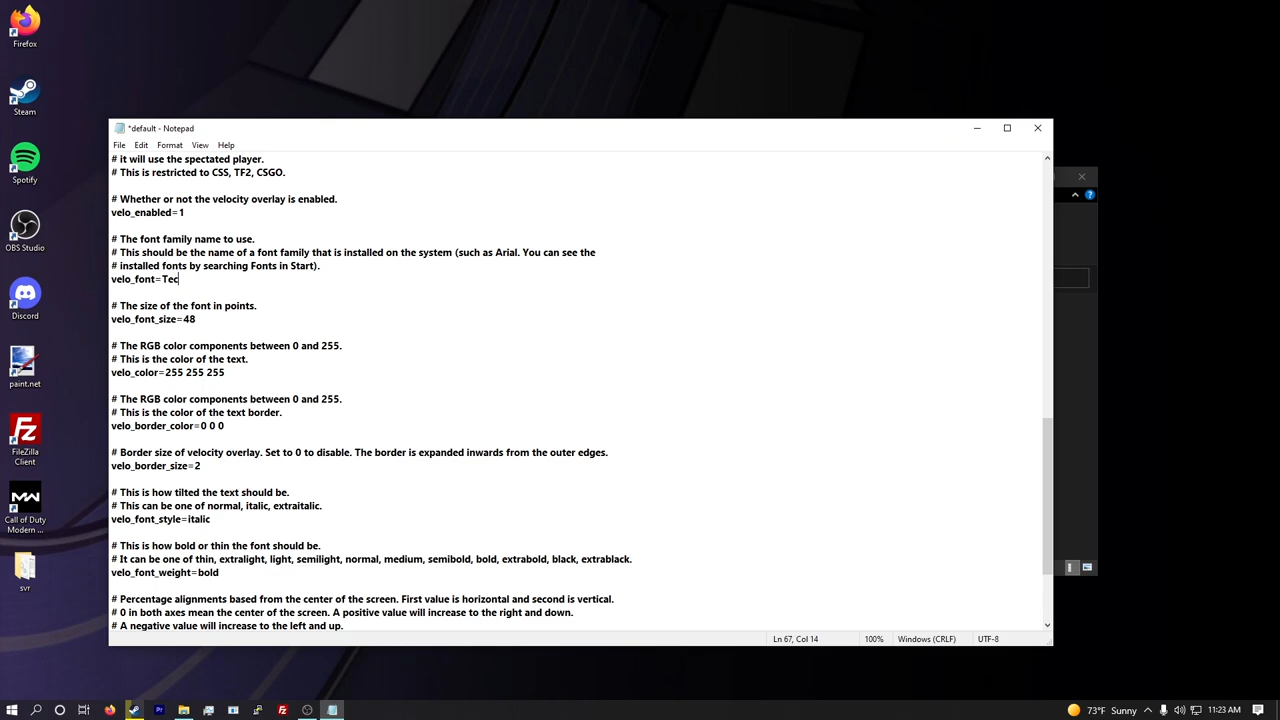 Firefox
Steam
Spotify
OBS Studio
Discord
paint.net
FileZilla
Client
Call of Duty
Modern ...
svr
*default - Notepad
File Edit Format View Help
# it will use the spectated player.
# This is restricted to CSS, TF2, CSGO.
# Whether or not the velocity overlay is enabled.
velo_enabled=1
# The font family name to use.
# This should be the name of a font family that is installed on the system (such as Arial. You can see the
# installed fonts by searching Fonts in Start).
velo_font=Tec
# The size of the font in points.
velo_font_size=48
# The RGB color components between 0 and 255.
# This is the color of the text.
velo_color=255 255 255
# The RGB color components between 0 and 255.
# This is the color of the text border.
velo_border_color=0 0 0
# Border size of velocity overlay. Set to 0 to disable. The border is expanded inwards from the outer edges.
velo_border_size=2
# This is how tilted the text should be.
# This can be one of normal, italic, extraitalic.
velo_font_style=italic
# This is how bold or thin the font should be.
# It can be one of thin, extralight, light, semilight, normal, medium, semibold, bold, extrabold, black, extrablack.
velo_font_weight=bold
# Percentage alignments based from the center of the screen. First value is horizontal and second is vertical.
# 0 in both axes mean the center of the screen. A positive value will increase to the right and down.
# A negative value will increase to the left and up.
Ln 67, Col 14 100% Windows (CRLF) UTF-8
73°F Sunny 11:23 AM